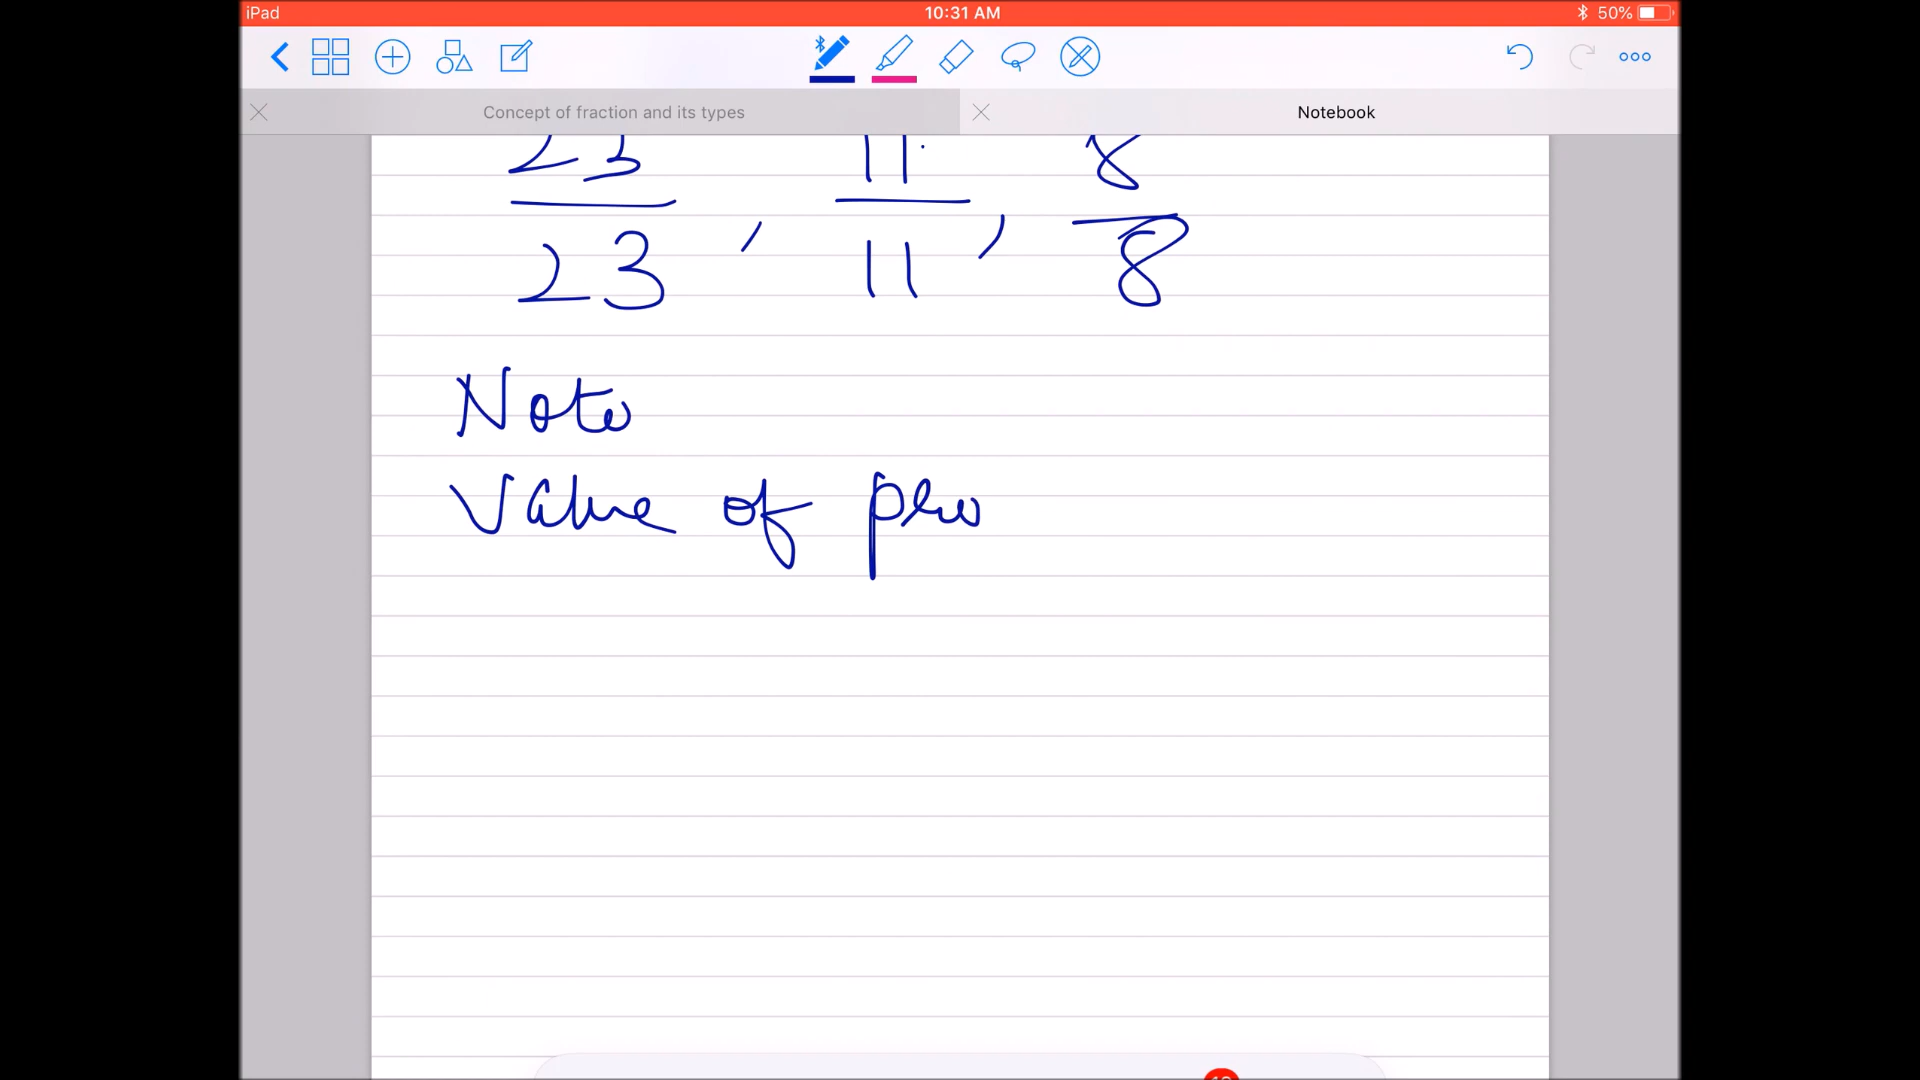 iPad 10:31 AM 50%
Concept of fraction and its types Notebook
23 11 8
23 , 11 , 8
Note
Value of pro